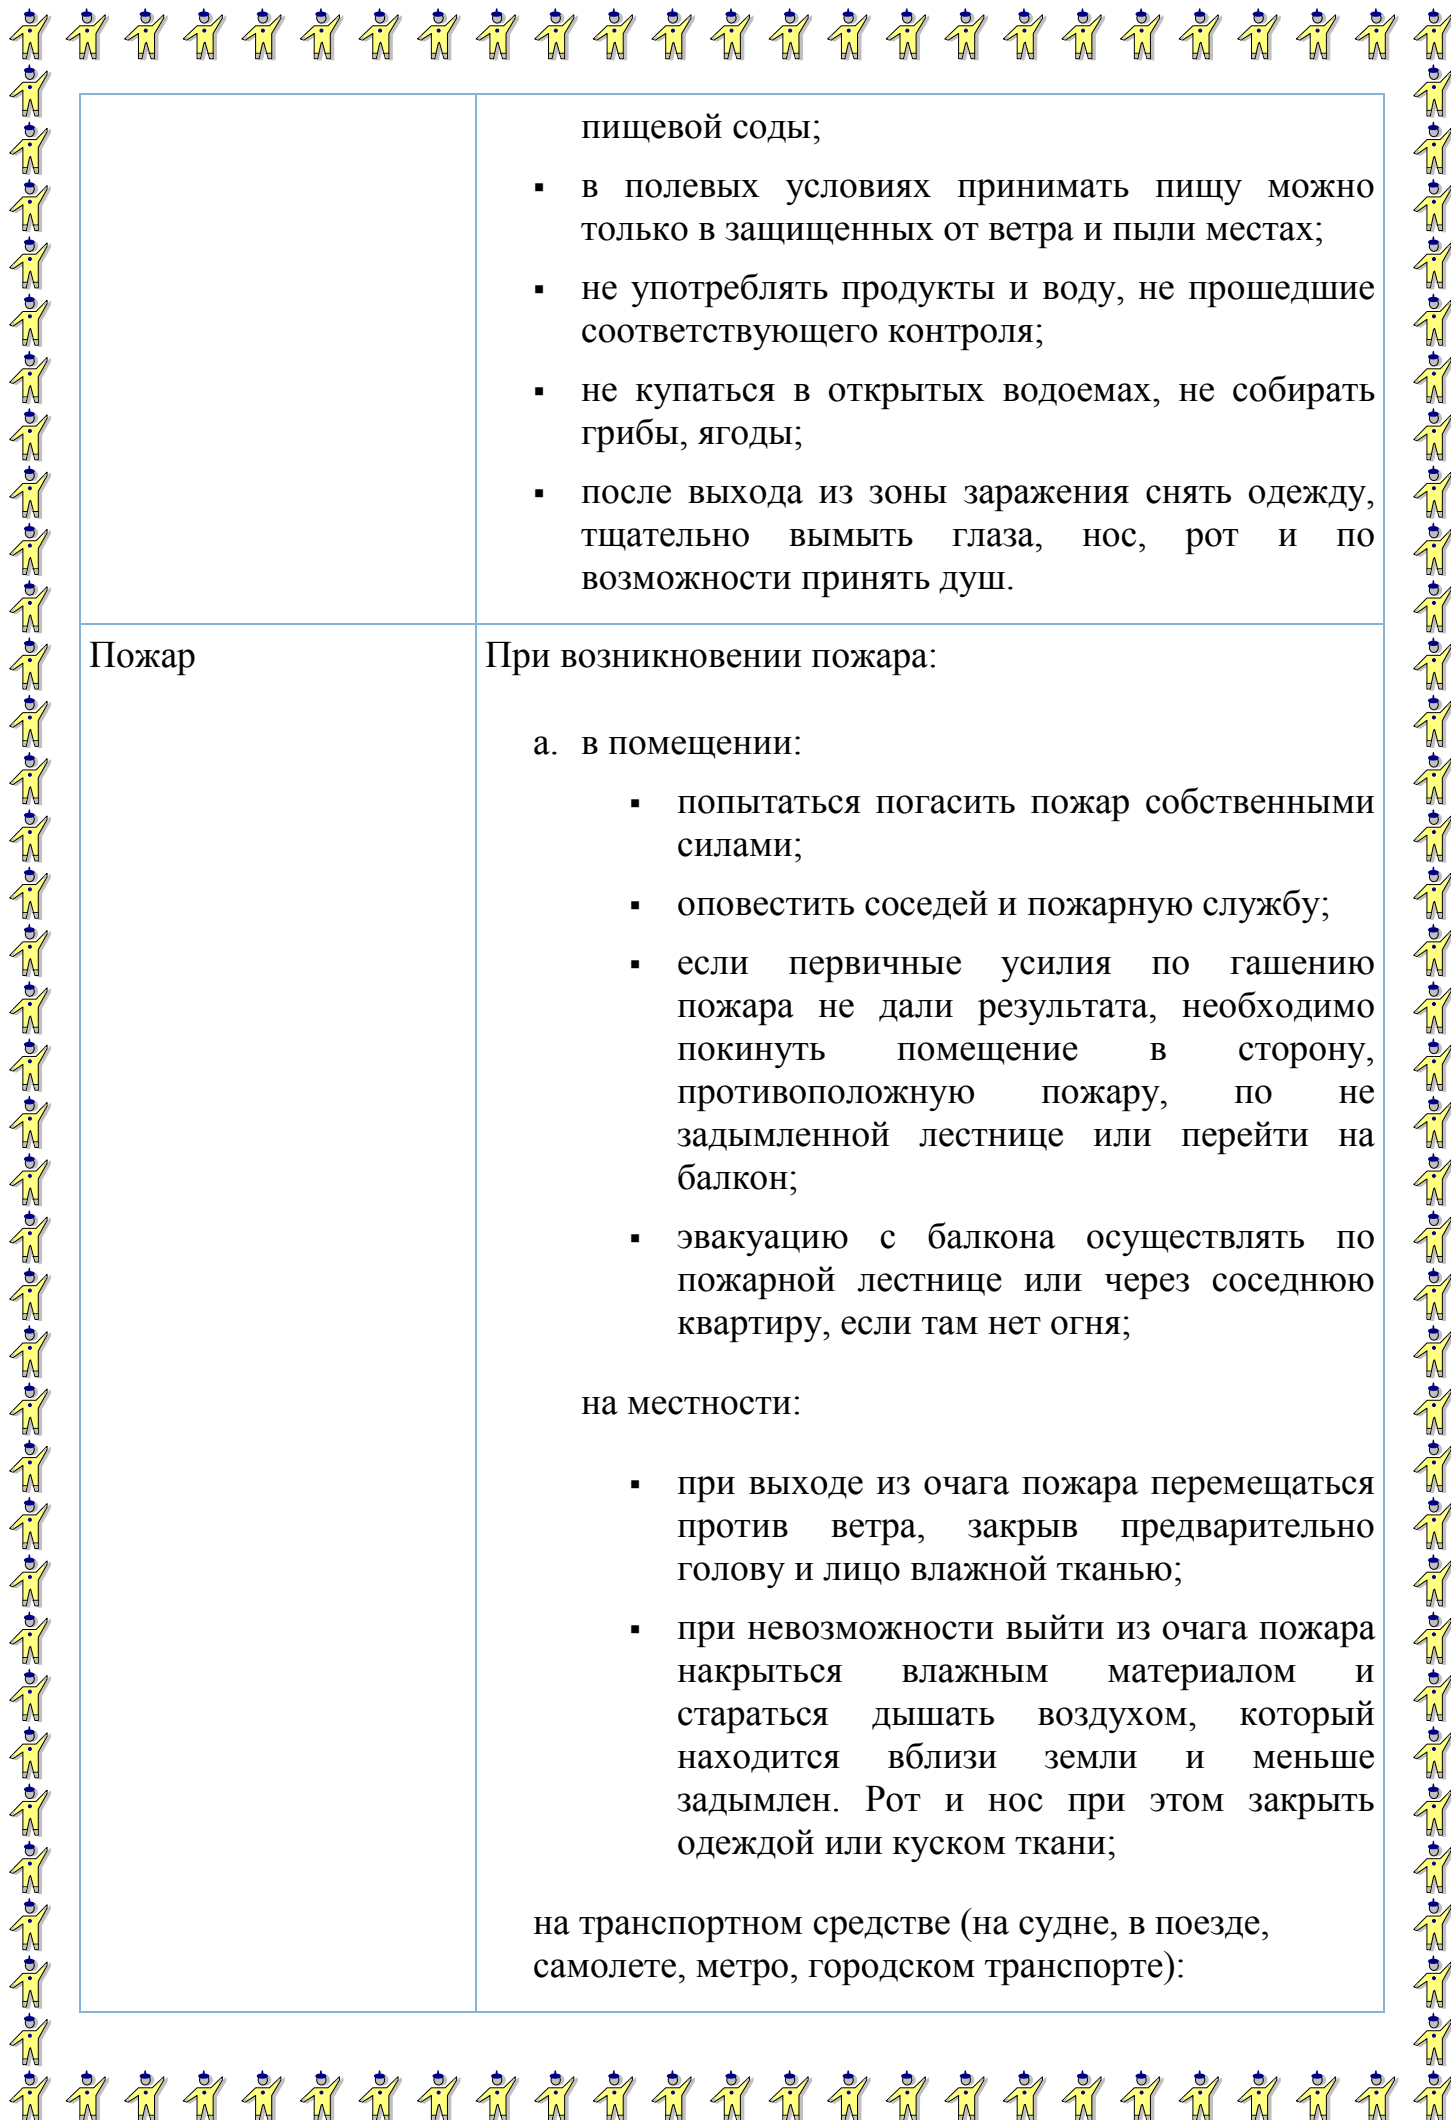 пищевой соды;
▪ в полевых условиях принимать пищу можно
только в защищенных от ветра и пыли местах;
▪ не употреблять продукты и воду, не прошедшие
соответствующего контроля;
▪ не купаться в открытых водоемах, не собирать
грибы, ягоды;
▪ после выхода из зоны заражения снять одежду,
тщательно вымыть глаза, нос, рот и по
возможности принять душ.
Пожар
При возникновении пожара:
a. в помещении:
▪ попытаться погасить пожар собственными
силами;
▪ оповестить соседей и пожарную службу;
▪ если первичные усилия по гашению
пожара не дали результата, необходимо
покинуть помещение в сторону,
противоположную пожару, по не
задымленной лестнице или перейти на
балкон;
▪ эвакуацию с балкона осуществлять по
пожарной лестнице или через соседнюю
квартиру, если там нет огня;
на местности:
▪ при выходе из очага пожара перемещаться
против ветра, закрыв предварительно
голову и лицо влажной тканью;
▪ при невозможности выйти из очага пожара
накрыться влажным материалом и
стараться дышать воздухом, который
находится вблизи земли и меньше
задымлен. Рот и нос при этом закрыть
одеждой или куском ткани;
на транспортном средстве (на судне, в поезде,
самолете, метро, городском транспорте):